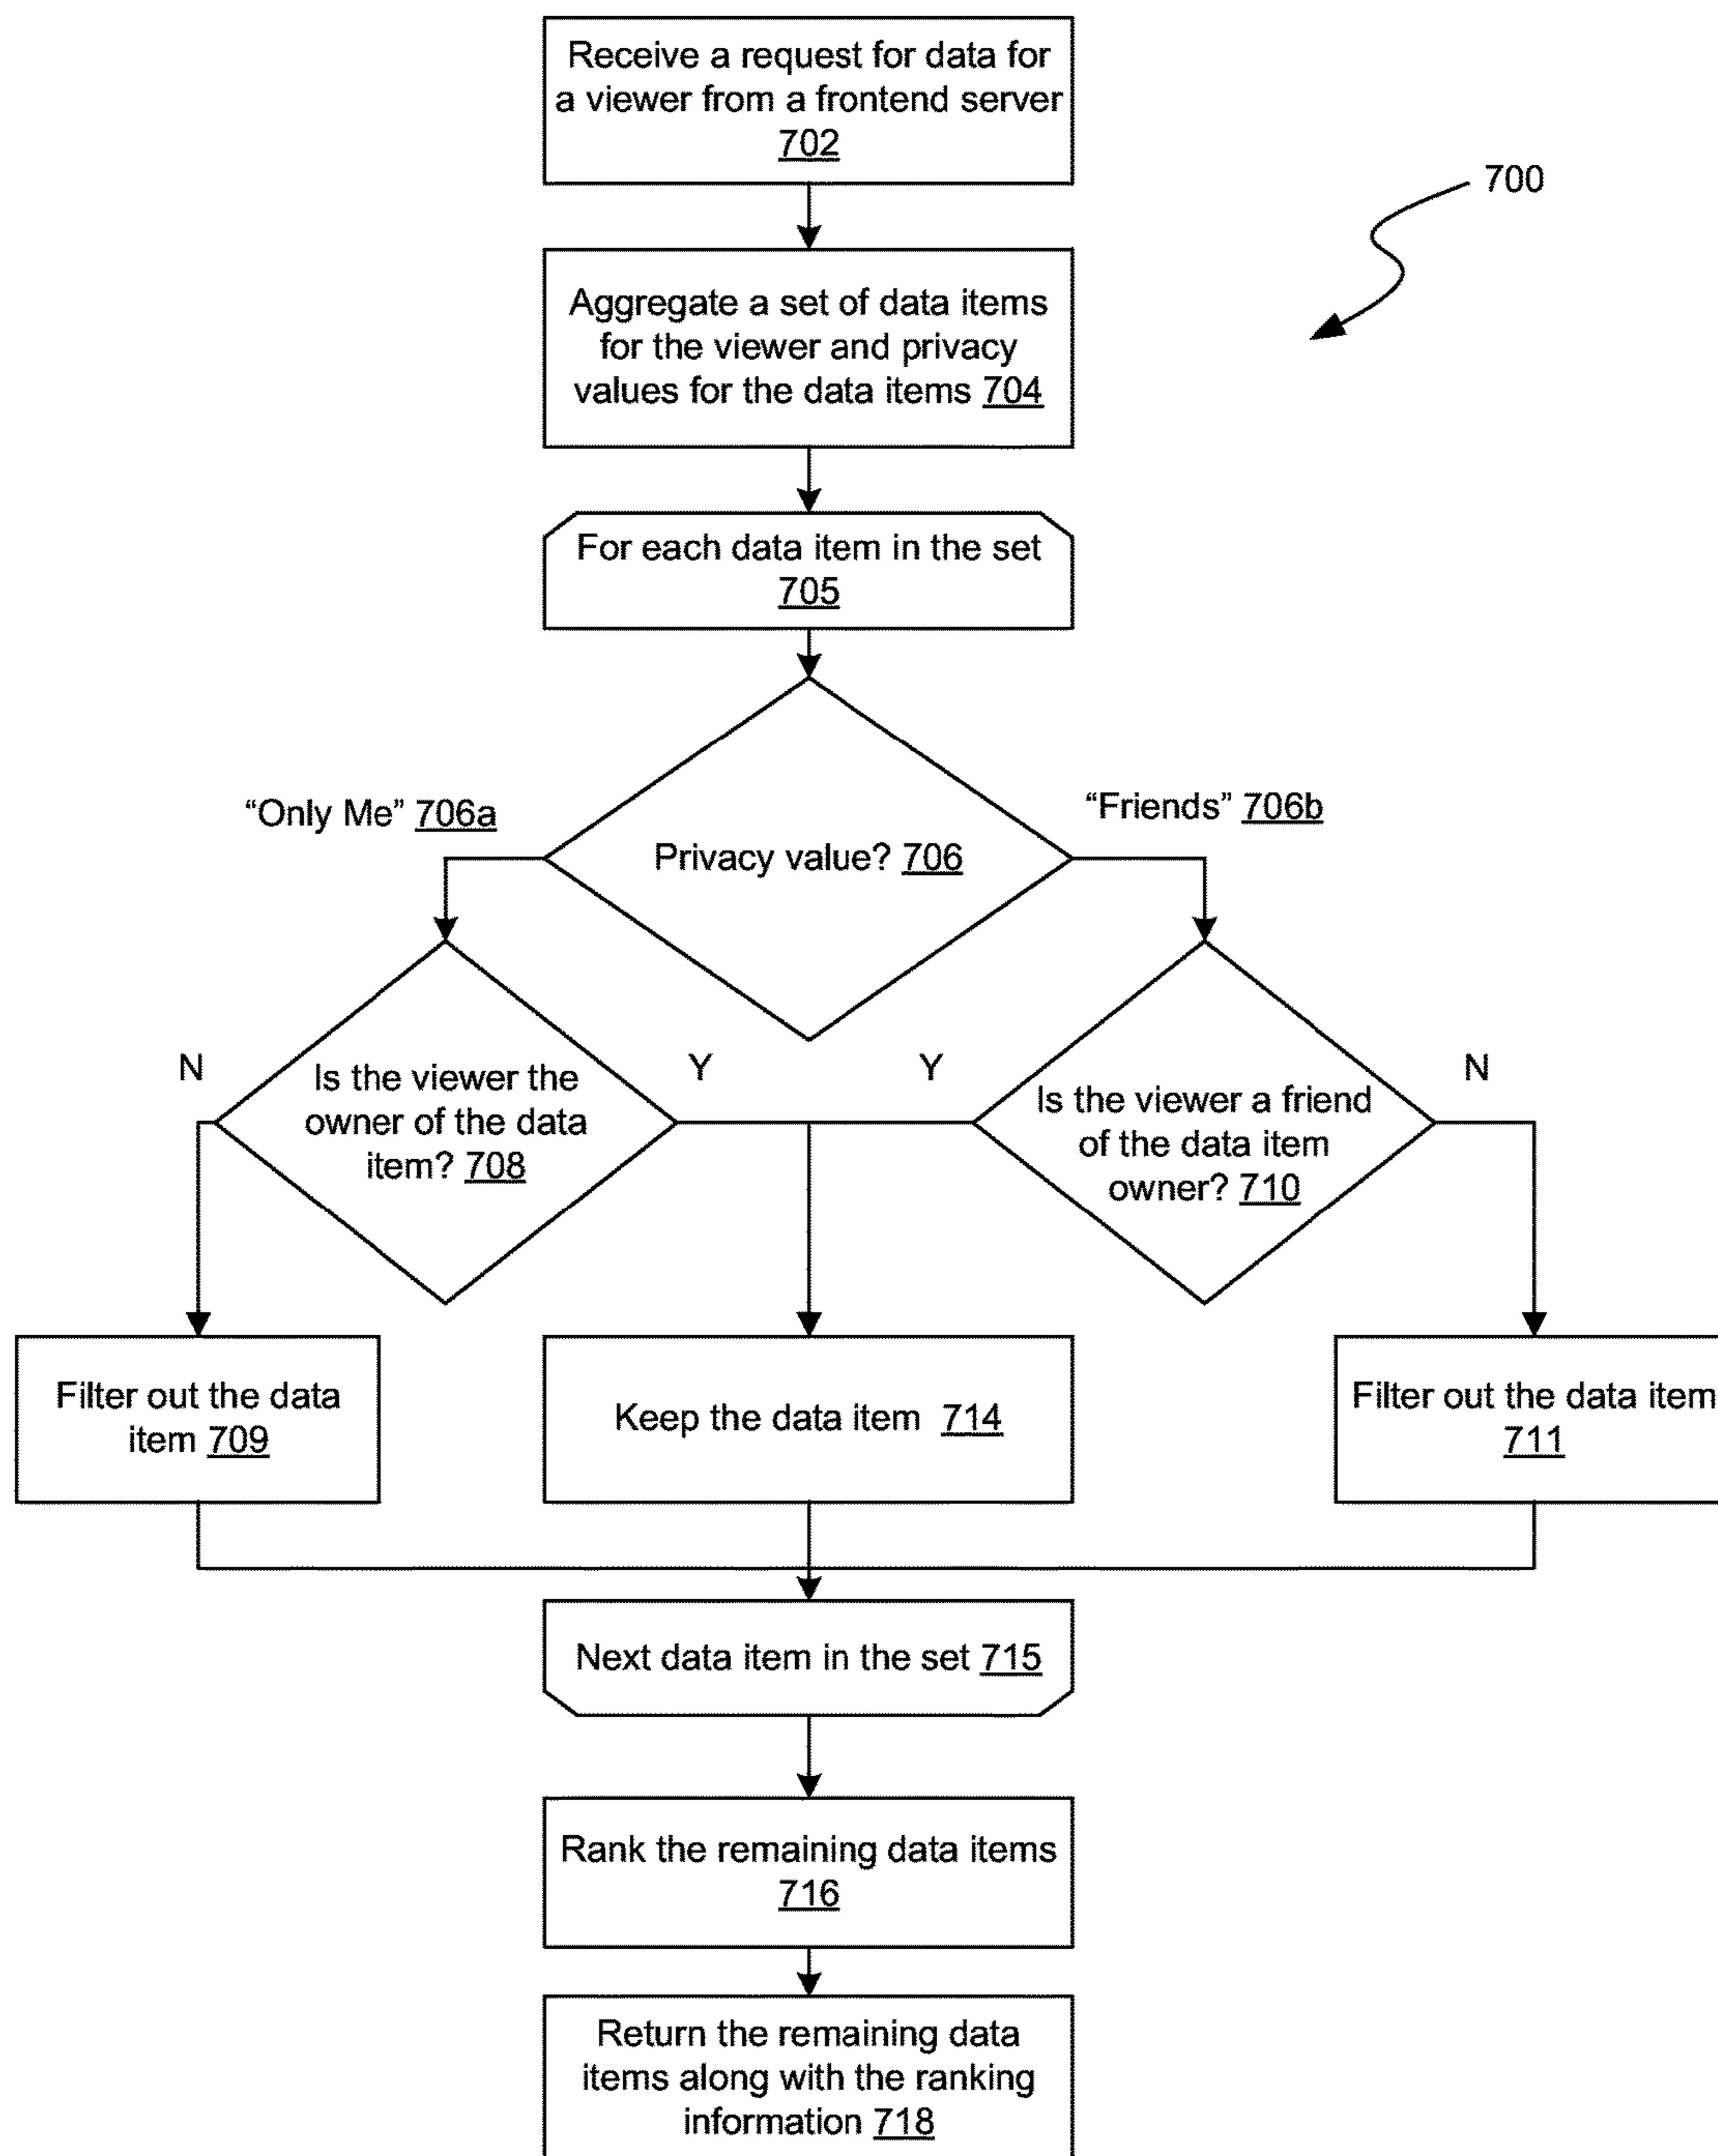 Receive a request for data for
a viewer from a frontend server
702
700
Aggregate a set of data items
for the viewer and privacy
values for the data items 704
For each data item in the set
705
“Only Me” 706a
“Friends” 706b
Privacy value? 706
N
Y
Y
N
Is the viewer the
owner of the data
item? 708
Is the viewer a friend
of the data item
owner? 710
Filter out the data
item 709
Keep the data item 714
Filter out the data item
711
Next data item in the set 715
Rank the remaining data items
716
Return the remaining data
items along with the ranking
information 718